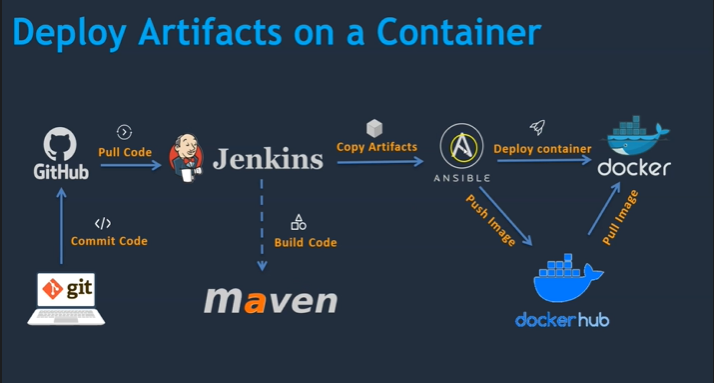 Deploy Artifacts on a Container
GitHub
Pull Code
Jenkins
Copy Artifacts
ANSIBLE
Deploy container
docker
Commit Code
Build Code
Push Image
Pull Image
git
maven
dockerhub